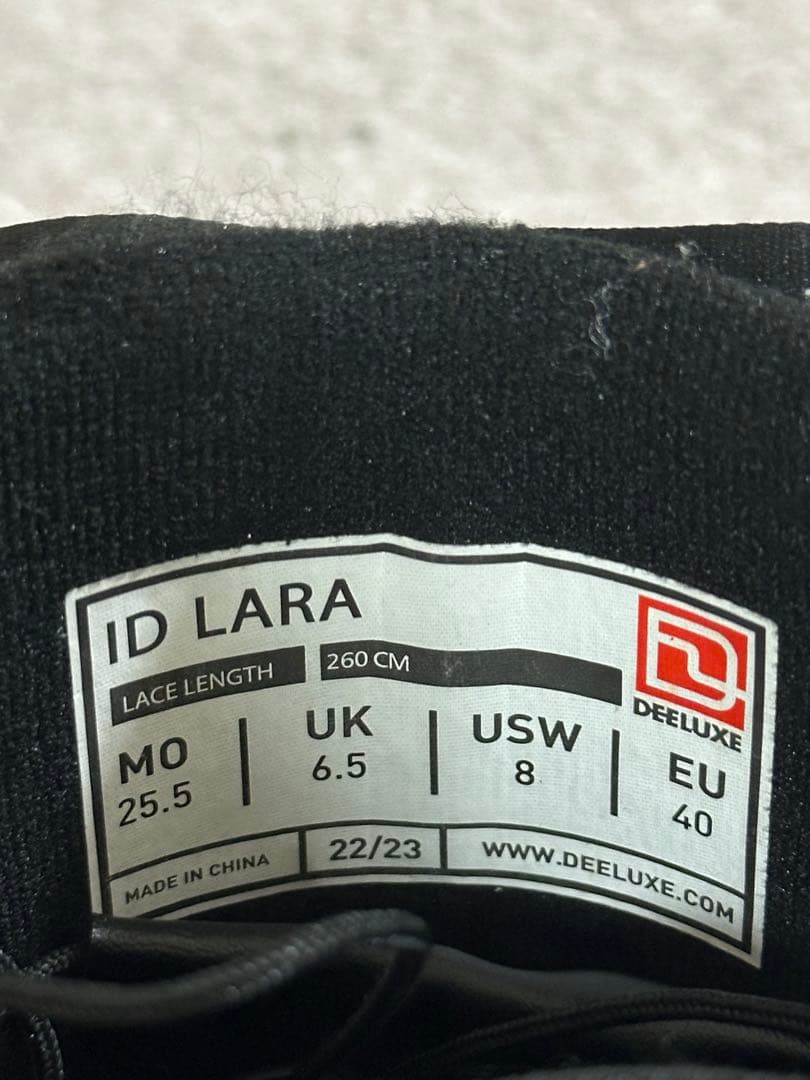 ID LARA
LACE LENGTH 260 CM
DEELUXE
MO UK USW EU
25.5 6.5 8 40
MADE IN CHINA 22/23 WWW.DEELUXE.COM